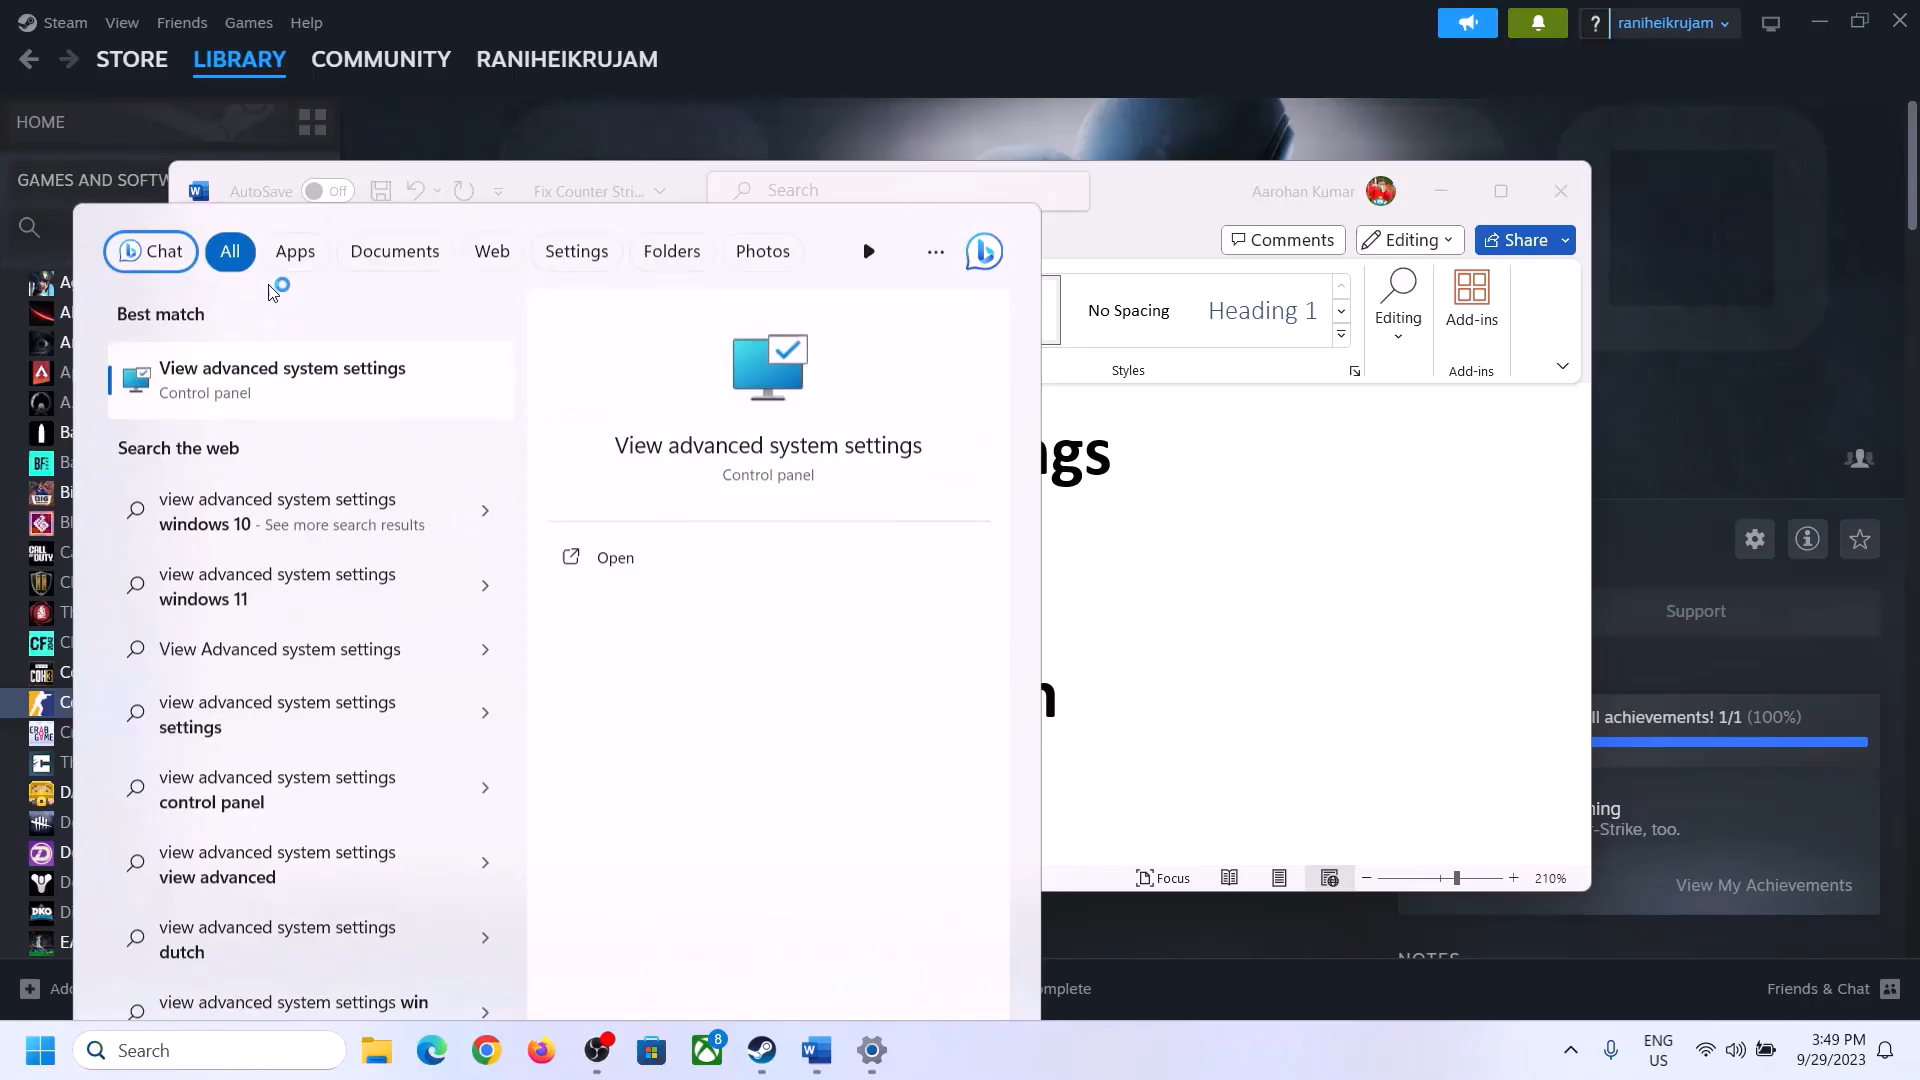 Steam View Friends Games Help
? raniheikrujam
STORE LIBRARY COMMUNITY RANIHEIKRUJAM
HOME
GAMES AND SOFTW
AutoSave Off
Fix Counter Stri...
Search
Aarohan Kumar
Chat All Apps Documents Web Settings Folders Photos
Comments Editing Share
Best match
View advanced system settings
Control panel
Search the web
view advanced system settings
windows 10 - See more search results
view advanced system settings
windows 11
View Advanced system settings
view advanced system settings
settings
view advanced system settings
control panel
view advanced system settings
view advanced
view advanced system settings
dutch
view advanced system settings win
View advanced system settings
Control panel
Open
No Spacing Heading 1
Styles
Editing
Add-ins
Add-ins
ngs
n
Focus
210%
Support
ll achievements! 1/1 (100%)
-Strike, too.
View My Achievements
NOTES
mplete
Friends & Chat
Search
8
ENG
US
3:49 PM
9/29/2023